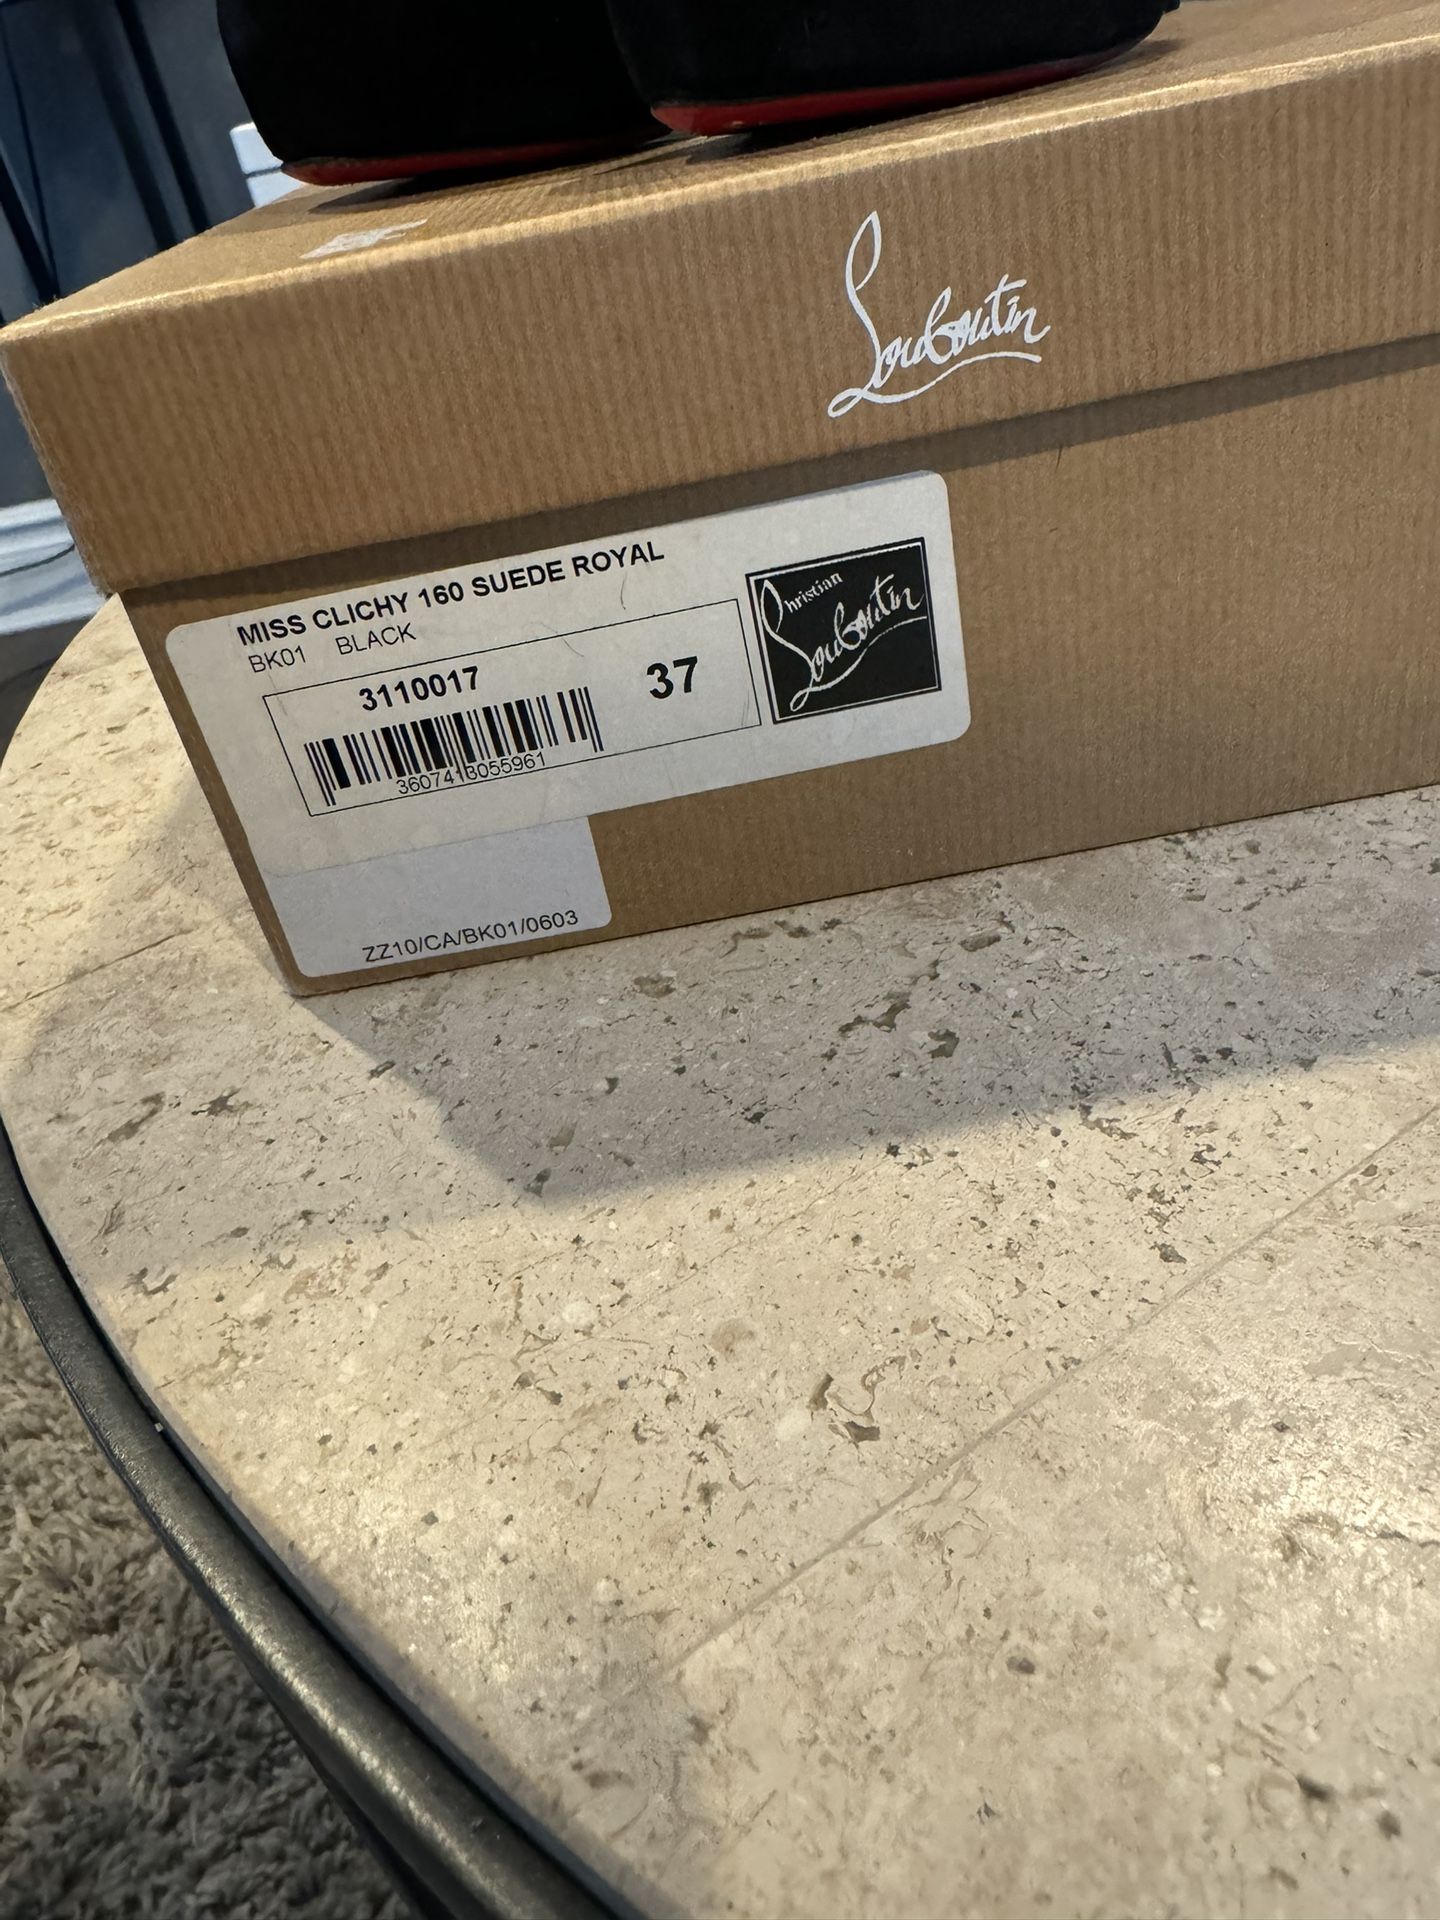 Louboutin
MISS CLICHY 160 SUEDE ROYAL
BK01 BLACK
3110017
37
3607413055961
Christian
Louboutin
ZZ10/CA/BK01/0603